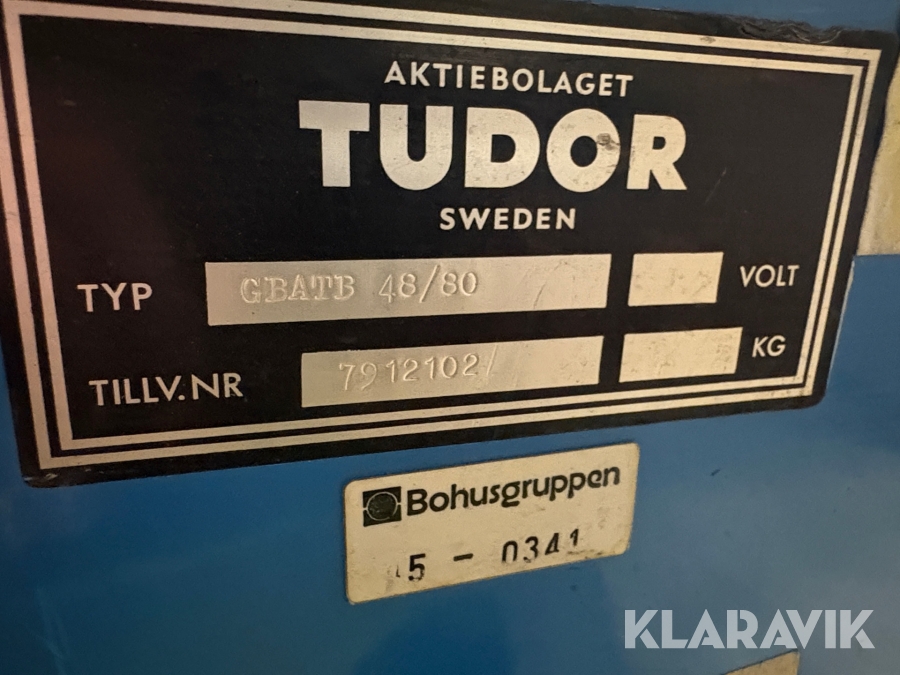 AKTIEBOLAGET
TUDOR
SWEDEN
TYP GBATB 48/80 VOLT
TILLV.NR 7912102/ KG
Bohusgruppen
5 - 0341
KLARAVIK